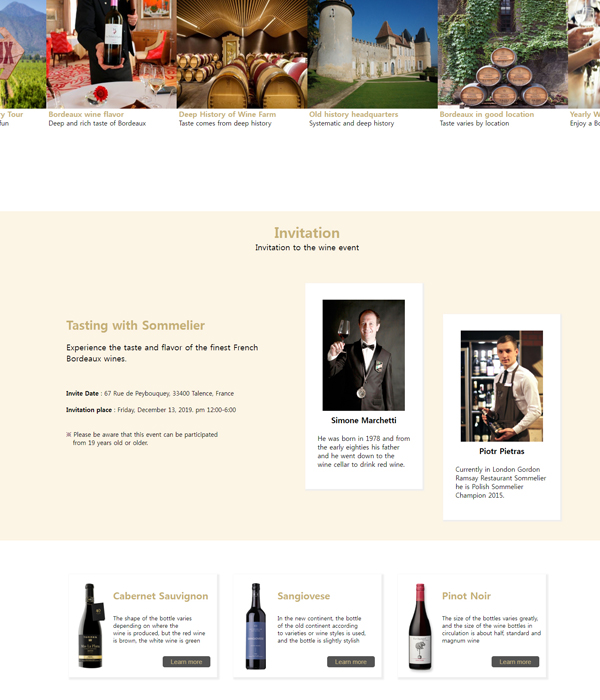 ry Tour
fun
Bordeaux wine flavor
Deep and rich taste of Bordeaux
Deep History of Wine Farm
Taste comes from deep history
Old history headquarters
Systematic and deep history
Bordeaux in good location
Taste varies by location
Yearly W
Enjoy a Bo
Invitation
Invitation to the wine event
Tasting with Sommelier
Experience the taste and flavor of the finest French
Bordeaux wines.
Invite Date : 67 Rue de Peybouquey, 33400 Talence, France
Invitation place : Friday, December 13, 2019. pm 12:00-6:00
※ Please be aware that this event can be participated
from 19 years old or older.
Simone Marchetti
He was born in 1978 and from
the early eighties his father
and he went down to the
wine cellar to drink red wine.
Piotr Pietras
Currently in London Gordon
Ramsay Restaurant Sommelier
he is Polish Sommelier
Champion 2015.
Cabernet Sauvignon
The shape of the bottle varies
depending on where the
wine is produced, but the red wine
is brown, the white wine is green
Learn more
Sangiovese
In the new continent, the bottle
of the old continent according
to varieties or wine styles is used,
and the bottle is slightly stylish
Learn more
Pinot Noir
The size of the bottles varies greatly,
and the size of the wine bottles in
circulation is about half, standard and
magnum wine
Learn more